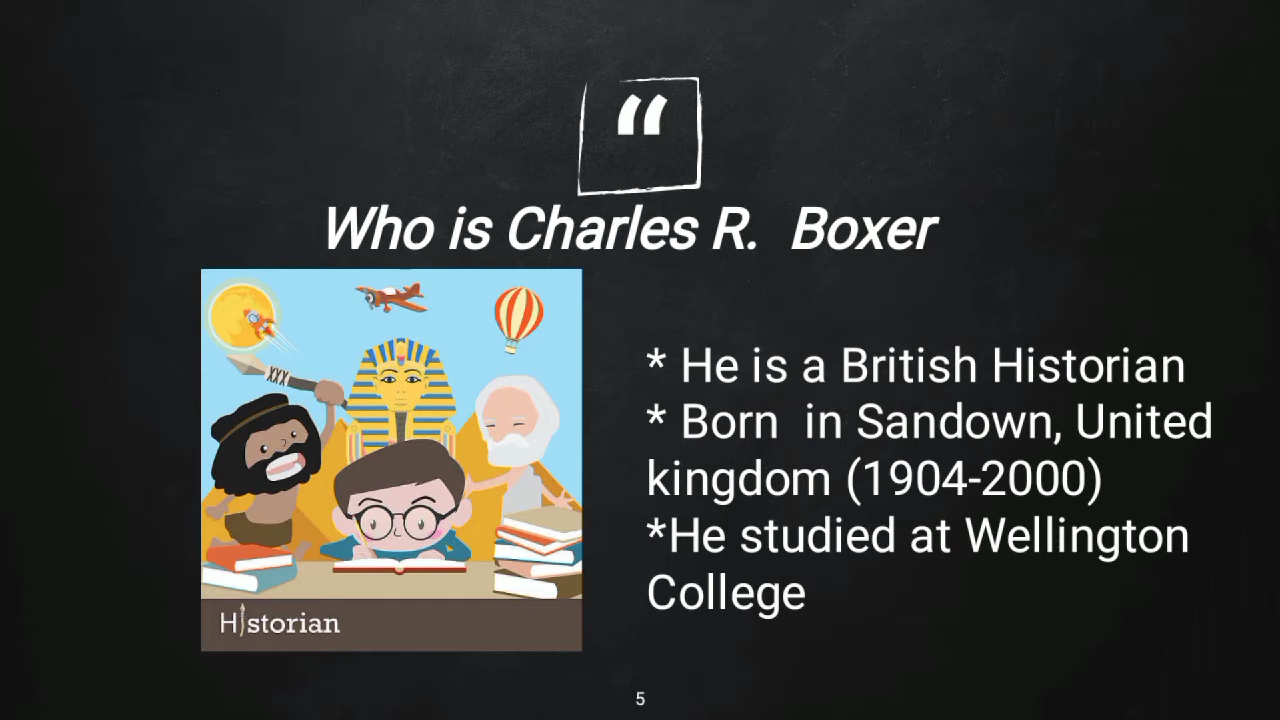 “
Who is Charles R. Boxer
XXX
* He is a British Historian
* Born in Sandown, United
kingdom (1904-2000)
*He studied at Wellington
College
Historian
5